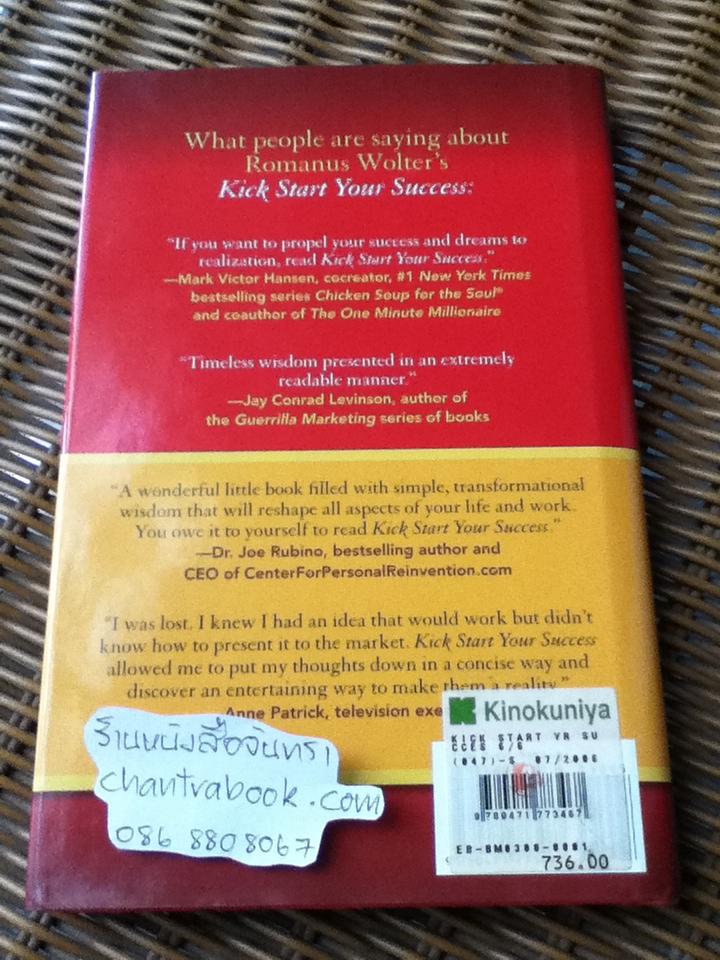 What people are saying about
Romanus Wolter's
Kick Start Your Success:
"If you want to propel your success and dreams to
realization, read Kick Start Your Success."
—Mark Victor Hansen, cocreator, #1 New York Times
bestselling series Chicken Soup for the Soul®
and coauthor of The One Minute Millionaire
"Timeless wisdom presented in an extremely
readable manner."
—Jay Conrad Levinson, author of
the Guerrilla Marketing series of books
"A wonderful little book filled with simple, transformational
wisdom that will reshape all aspects of your life and work.
You owe it to yourself to read Kick Start Your Success."
—Dr. Joe Rubino, bestselling author and
CEO of CenterForPersonalReinvention.com
"I was lost. I knew I had an idea that would work but didn't
know how to present it to the market. Kick Start Your Success
allowed me to put my thoughts down in a concise way and
discover an entertaining way to make them a reality."
Anne Patrick, television exe
ร้านหนังสือจันทรา
chantrabook.com
086 8808067
Kinokuniya
KICK START YR SU
CCES 6/6
(047)-S 07/2006
9780471773467
736.00